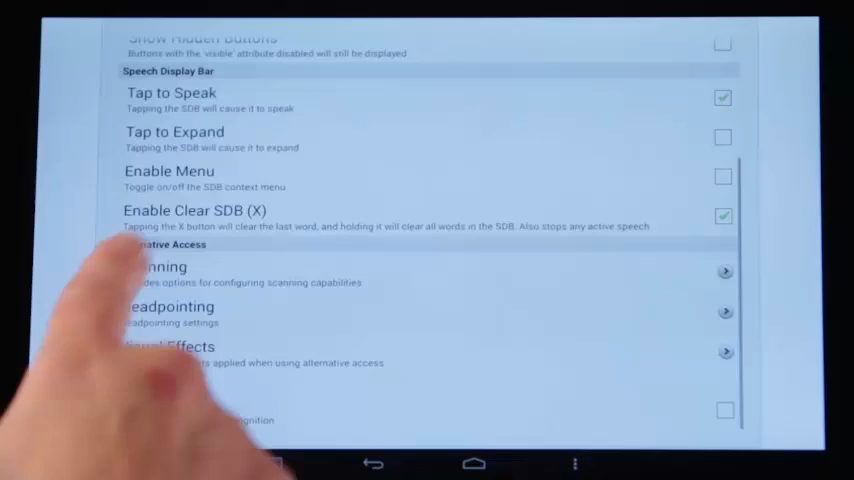 Show Hidden Buttons
Buttons with the 'visible' attribute disabled will still be displayed
Speech Display Bar
Tap to Speak
Tapping the SDB will cause it to speak
Tap to Expand
Tapping the SDB will cause it to expand
Enable Menu
Toggle on/off the SDB context menu
Enable Clear SDB (X)
Tapping the X button will clear the last word, and holding it will clear all words in the SDB. Also stops any active speech
native Access
nning
des options for configuring scanning capabilities
eadpointing
eadpointing settings
Visual Effects
ts applied when using alternative access
gnition